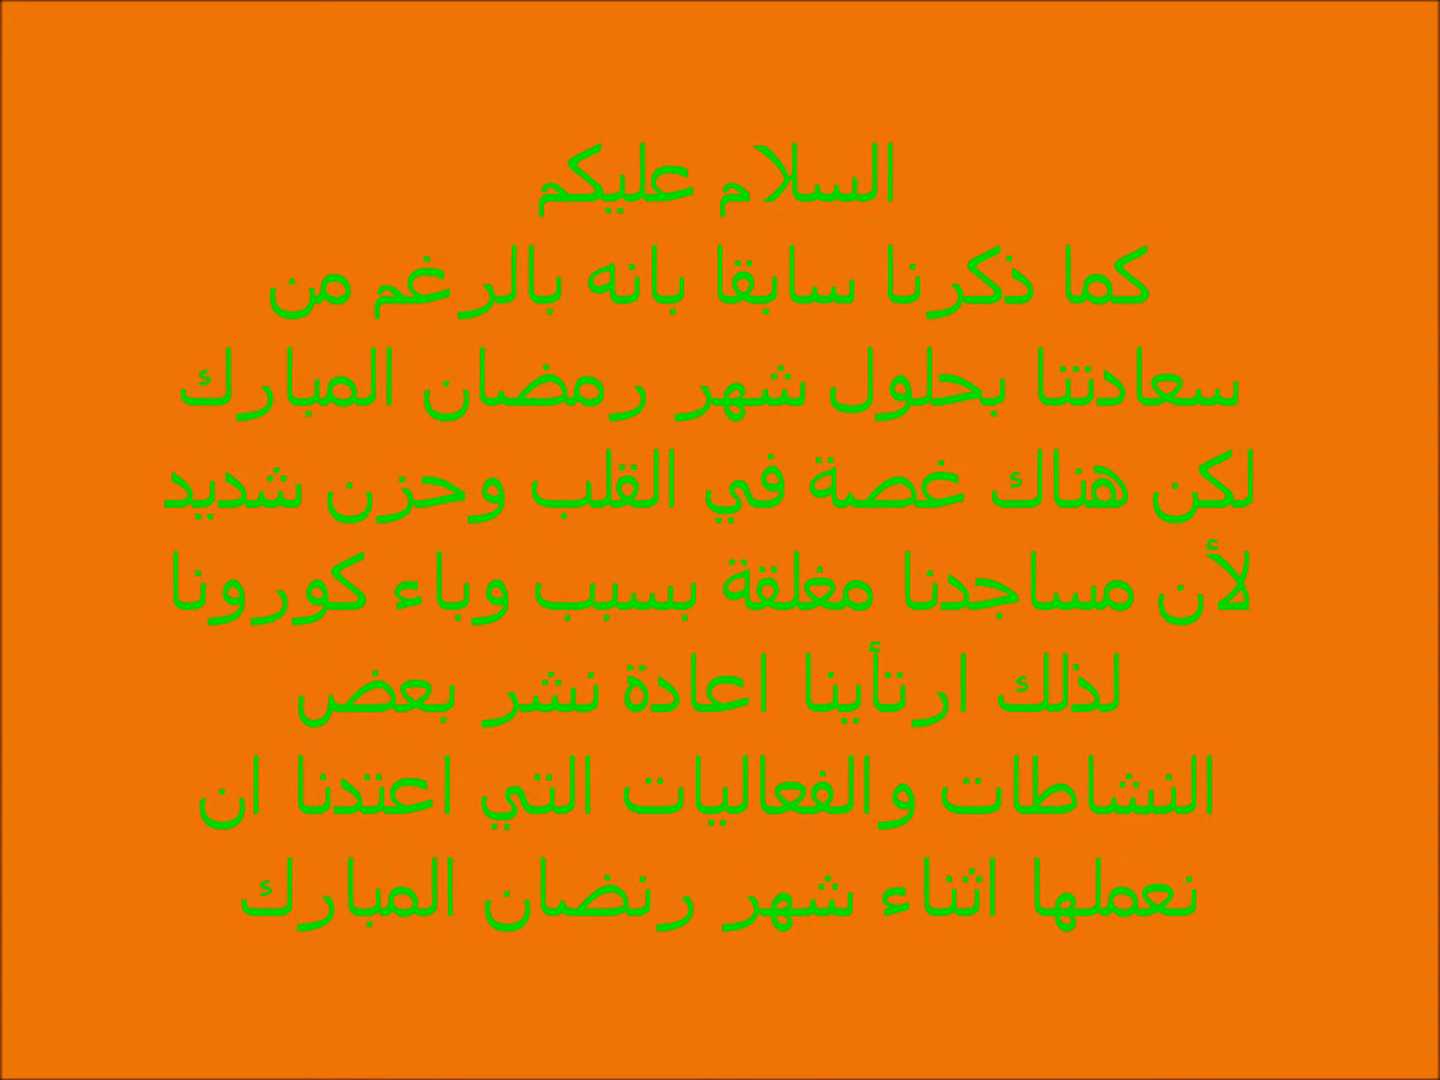 السلام عليكم
كما ذكرنا سابقا بانه بالرغم من
سعادتنا بحلول شهر رمضان المبارك
لكن هناك غصة في القلب وحزن شديد
لأن مساجدنا مغلقة بسبب وباء كورونا
لذلك ارتأينا اعادة نشر بعض
النشاطات والفعاليات التي اعتدنا ان
نعملها اثناء شهر رنضان المبارك